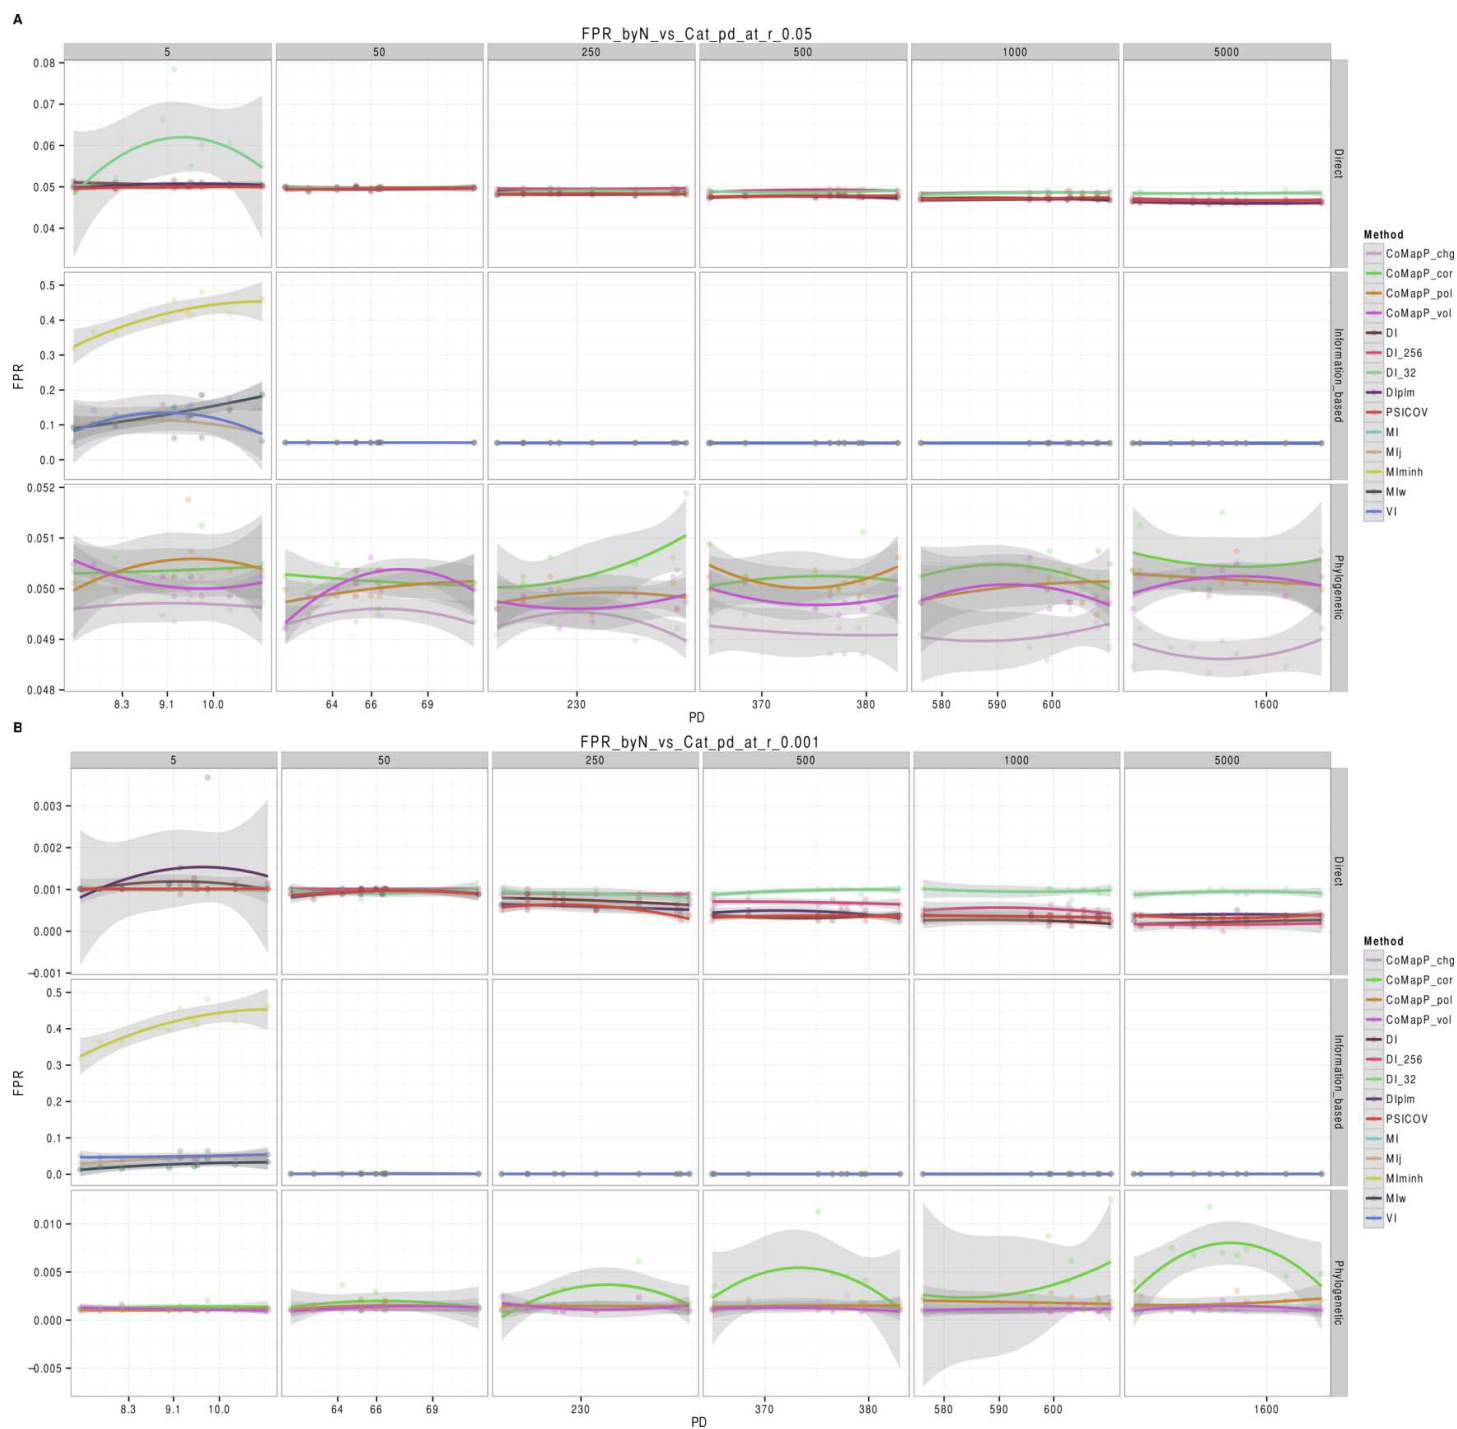 A
FPR_byN_vs_Cat_pd_at_r_0.05
5 50 250 500 1000 5000
0.08
0.07
0.06
0.05
0.04
Direct
0.5
0.4
0.3
0.2
0.1
0.0
Information_based
0.052
0.051
0.050
0.049
0.048
Phylogenetic
FPR
8.3 9.1 10.0 64 66 69 230 370 380 580 590 600 1600
PD
Method
CoMapP_chg
CoMapP_cor
CoMapP_pol
CoMapP_vol
DI
DI_256
DI_32
DIplm
PSICOV
MI
MIj
MIminh
MIw
VI
B
FPR_byN_vs_Cat_pd_at_r_0.001
5 50 250 500 1000 5000
0.003
0.002
0.001
0.000
−0.001
Direct
0.5
0.4
0.3
0.2
0.1
0.0
Information_based
0.010
0.005
0.000
−0.005
Phylogenetic
FPR
8.3 9.1 10.0 64 66 69 230 370 380 580 590 600 1600
PD
Method
CoMapP_chg
CoMapP_cor
CoMapP_pol
CoMapP_vol
DI
DI_256
DI_32
DIplm
PSICOV
MI
MIj
MIminh
MIw
VI